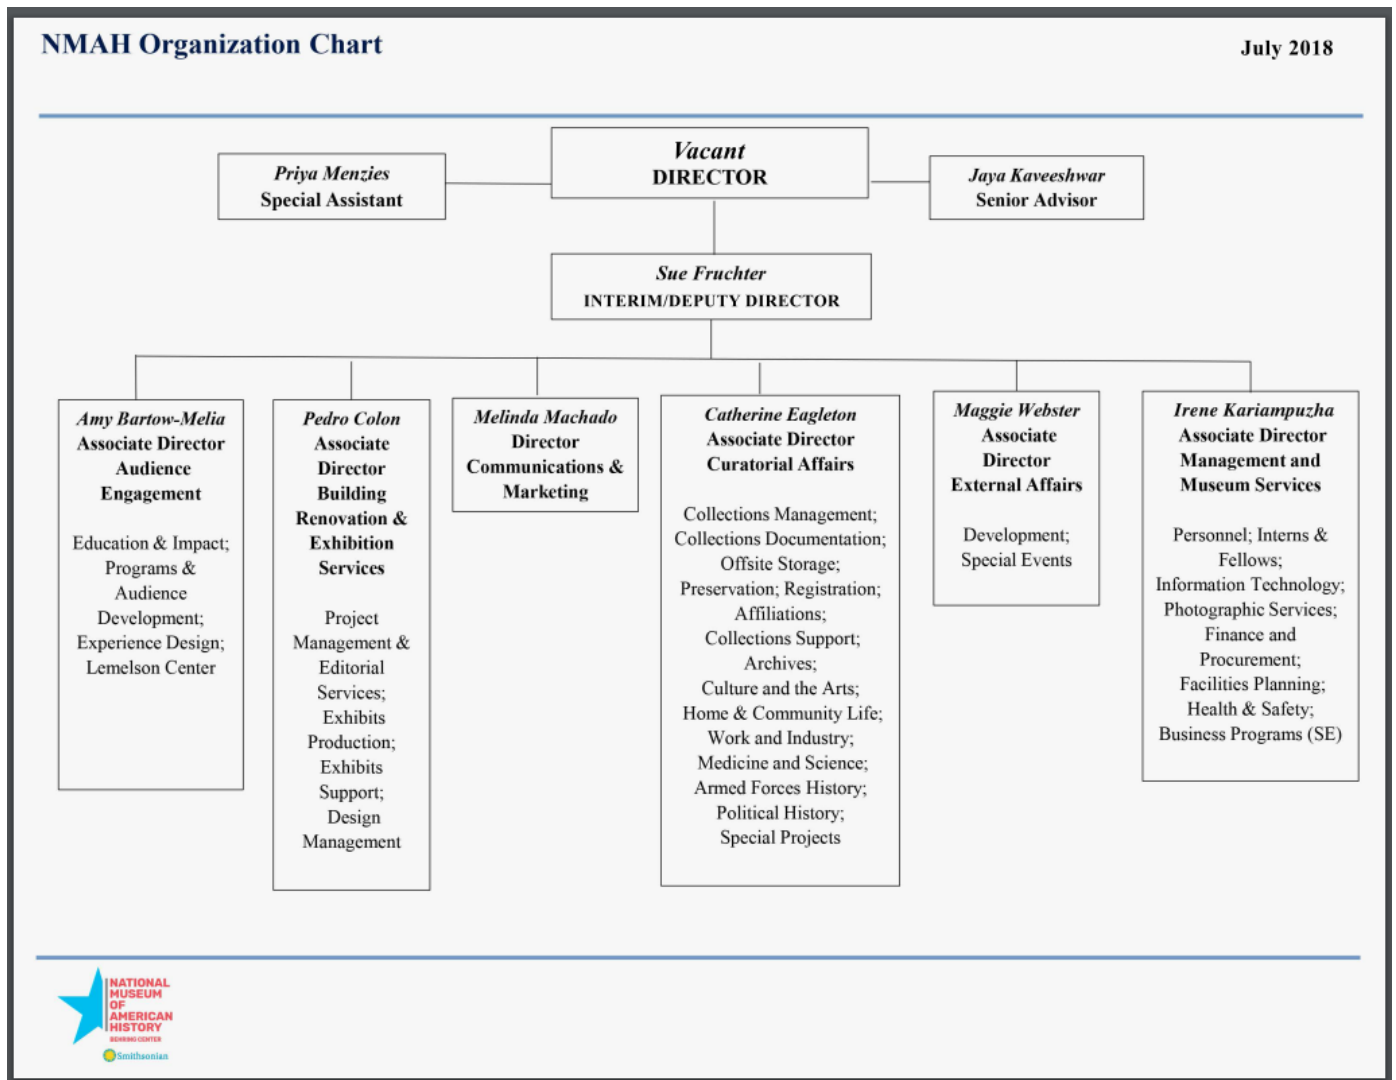 NMAH Organization Chart
July 2018
Vacant
DIRECTOR
Priya Menzies
Special Assistant
Jaya Kaveeshwar
Senior Advisor
Sue Fruchter
INTERIM/DEPUTY DIRECTOR
Amy Bartow-Melia
Associate Director
Audience
Engagement
Education & Impact;
Programs &
Audience
Development;
Experience Design;
Lemelson Center
Pedro Colon
Associate
Director
Building
Renovation &
Exhibition
Services
Project
Management &
Editorial
Services;
Exhibits
Production;
Exhibits
Support;
Design
Management
Melinda Machado
Director
Communications &
Marketing
Catherine Eagleton
Associate Director
Curatorial Affairs
Collections Management;
Collections Documentation;
Offsite Storage;
Preservation; Registration;
Affiliations;
Collections Support;
Archives;
Culture and the Arts;
Home & Community Life;
Work and Industry;
Medicine and Science;
Armed Forces History;
Political History;
Special Projects
Maggie Webster
Associate
Director
External Affairs
Development;
Special Events
Irene Kariampuzha
Associate Director
Management and
Museum Services
Personnel; Interns &
Fellows;
Information Technology;
Photographic Services;
Finance and
Procurement;
Facilities Planning;
Health & Safety;
Business Programs (SE)
NATIONAL
MUSEUM
OF
AMERICAN
HISTORY
BEHRING CENTER
Smithsonian